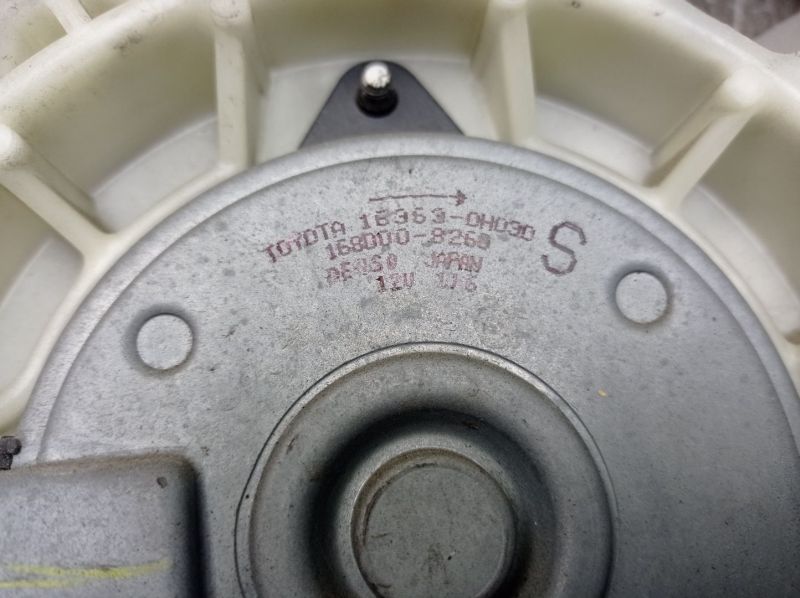 TOYOTA 16363-0H030
168000-8260
DENSO JAPAN
12V
S